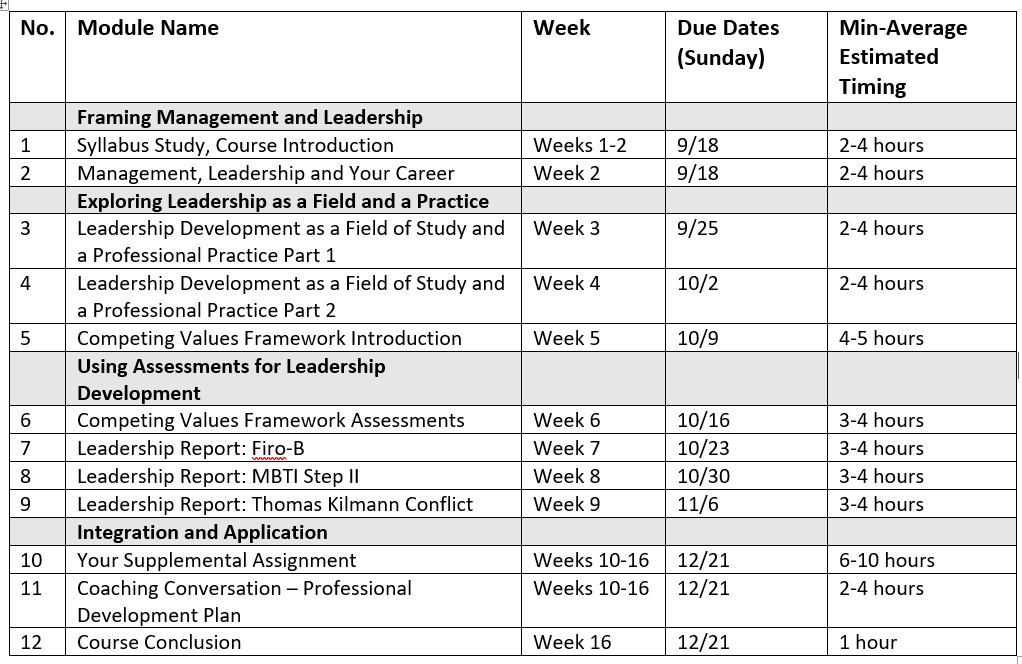 No. Module Name Week Due Dates (Sunday) Min-Average Estimated Timing
Framing Management and Leadership
1 Syllabus Study, Course Introduction Weeks 1-2 9/18 2-4 hours
2 Management, Leadership and Your Career Week 2 9/18 2-4 hours
Exploring Leadership as a Field and a Practice
3 Leadership Development as a Field of Study and a Professional Practice Part 1 Week 3 9/25 2-4 hours
4 Leadership Development as a Field of Study and a Professional Practice Part 2 Week 4 10/2 2-4 hours
5 Competing Values Framework Introduction Week 5 10/9 4-5 hours
Using Assessments for Leadership Development
6 Competing Values Framework Assessments Week 6 10/16 3-4 hours
7 Leadership Report: Firo-B Week 7 10/23 3-4 hours
8 Leadership Report: MBTI Step II Week 8 10/30 3-4 hours
9 Leadership Report: Thomas Kilmann Conflict Week 9 11/6 3-4 hours
Integration and Application
10 Your Supplemental Assignment Weeks 10-16 12/21 6-10 hours
11 Coaching Conversation – Professional Development Plan Weeks 10-16 12/21 2-4 hours
12 Course Conclusion Week 16 12/21 1 hour